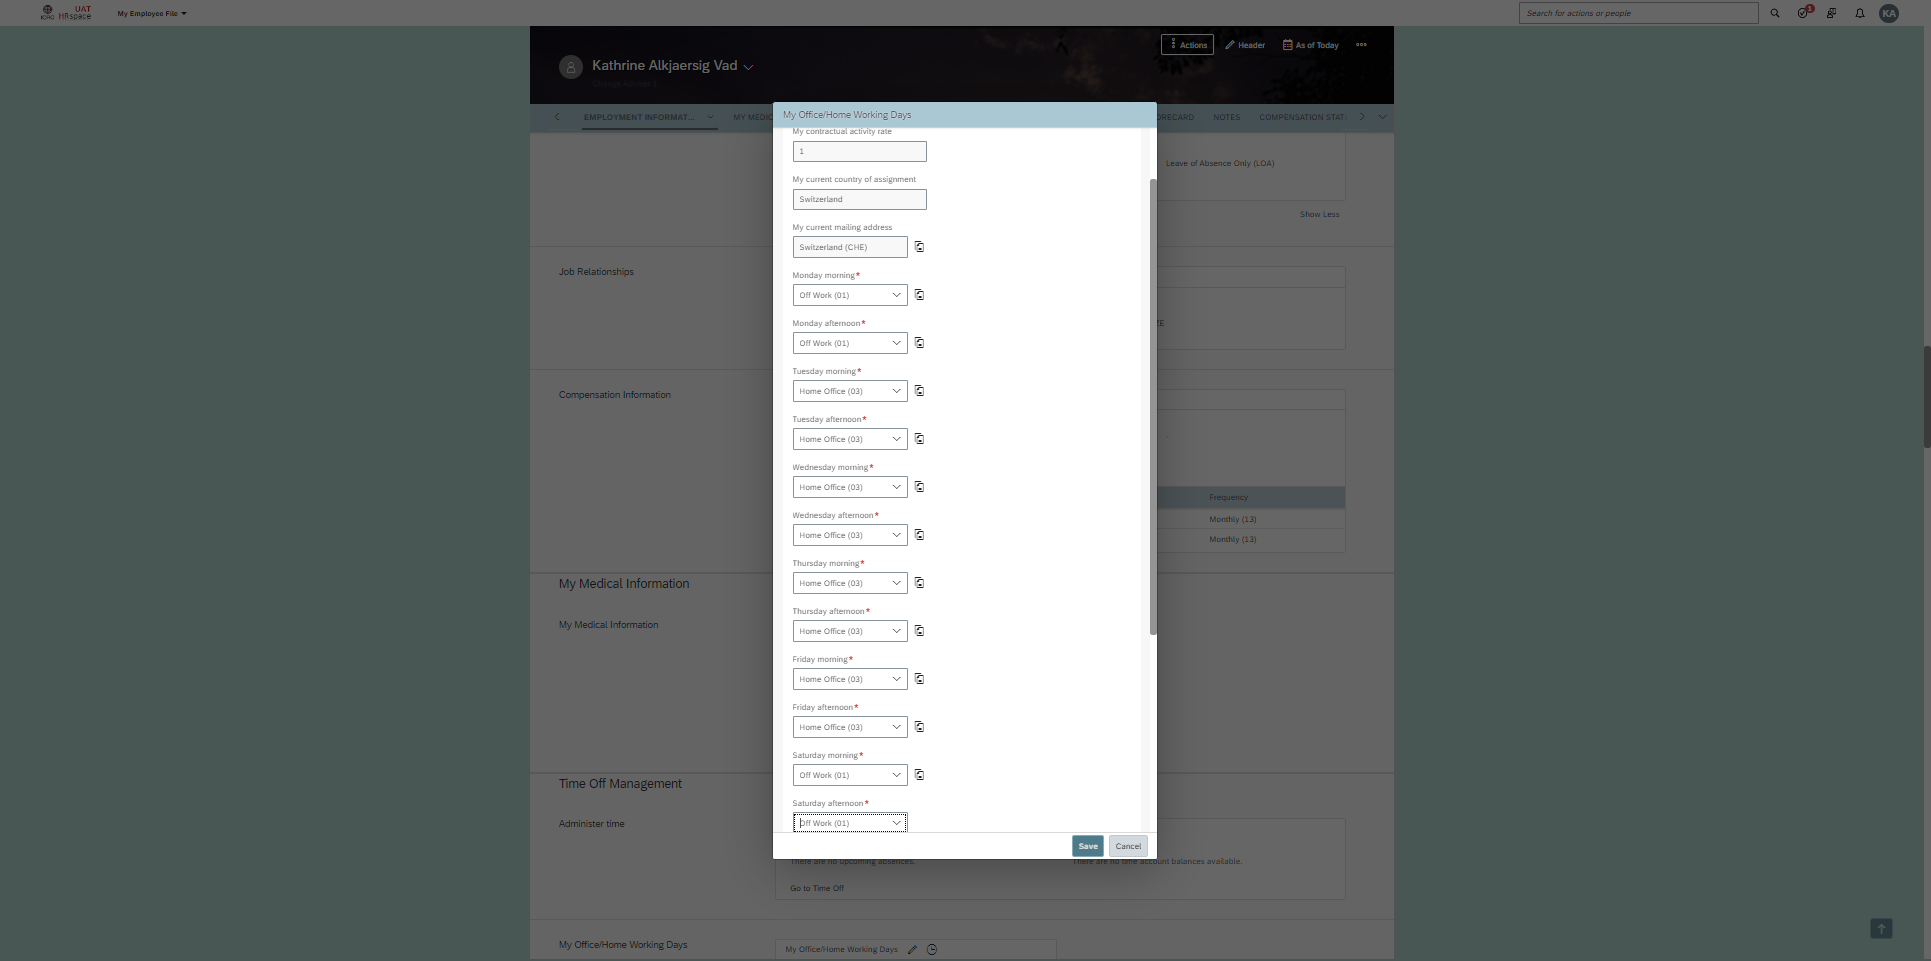 ICRC
UAT
HRspace
My Employee File
Search for actions or people
1
KA
Kathrine Alkjaersig Vad
Actions
Header
As of Today
EMPLOYMENT INFORMAT...
MY MEDIC
ORECARD
NOTES
COMPENSATION STAT
My Office/Home Working Days
My contractual activity rate
1
My current country of assignment
Switzerland
My current mailing address
Switzerland (CHE)
Monday morning*
Off Work (01)
Monday afternoon*
Off Work (01)
Tuesday morning*
Home Office (03)
Tuesday afternoon*
Home Office (03)
Wednesday morning*
Home Office (03)
Wednesday afternoon*
Home Office (03)
Thursday morning*
Home Office (03)
Thursday afternoon*
Home Office (03)
Friday morning*
Home Office (03)
Friday afternoon*
Home Office (03)
Saturday morning*
Off Work (01)
Saturday afternoon*
Off Work (01)
Save
Cancel
Leave of Absence Only (LOA)
Show Less
Job Relationships
ZE
Compensation Information
Frequency
Monthly (13)
Monthly (13)
My Medical Information
My Medical Information
Time Off Management
Administer time
There are no upcoming absences.
There are no time account balances available.
Go to Time Off
My Office/Home Working Days
My Office/Home Working Days